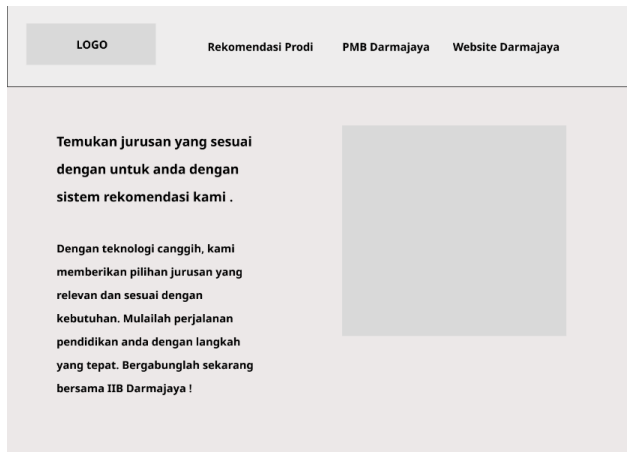 LOGO
Rekomendasi Prodi
PMB Darmajaya
Website Darmajaya
Temukan jurusan yang sesuai
dengan untuk anda dengan
sistem rekomendasi kami .
Dengan teknologi canggih, kami
memberikan pilihan jurusan yang
relevan dan sesuai dengan
kebutuhan. Mulailah perjalanan
pendidikan anda dengan langkah
yang tepat. Bergabunglah sekarang
bersama IIB Darmajaya !